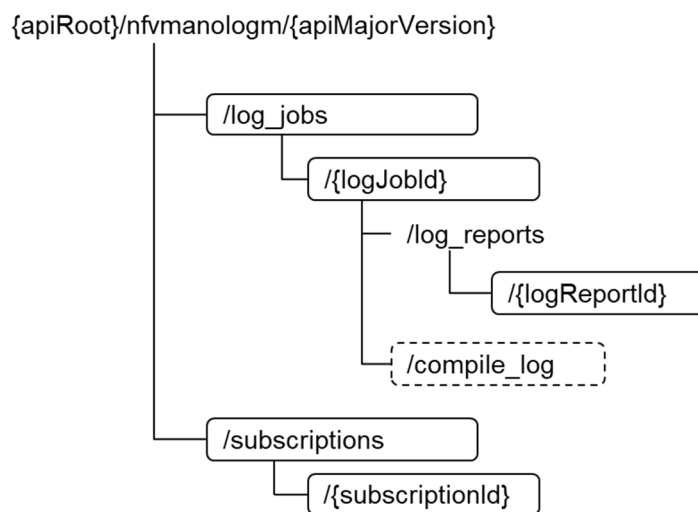 {apiRoot}/nfvmanologm/{apiMajorVersion}
/log_jobs
/{logJobId}
/log_reports
/{logReportId}
/compile_log
/subscriptions
/{subscriptionId}